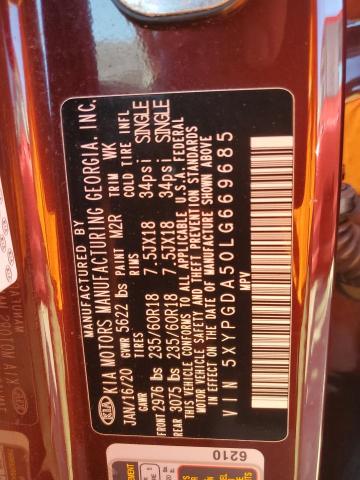 MANUFACTURED BY
KIA MOTORS MANUFACTURING GEORGIA, INC.
KIA
JAN/16/20 GVWR 5622 lbs PAINT M2R TRIM WK
GAWR TIRES RIMS COLD TIRE INFL
FRONT 2976 lbs 235/60R18 7.5JX18 34psi SINGLE
REAR 3075 lbs 235/60R18 7.5JX18 34psi SINGLE
THIS VEHICLE CONFORMS TO ALL APPLICABLE U.S.A. FEDERAL
MOTOR VEHICLE SAFETY AND THEFT PREVENTION STANDARDS
IN EFFECT ON THE DATE OF MANUFACTURE SHOWN ABOVE
VIN 5XYPGDA50LG669685
MPV
6210